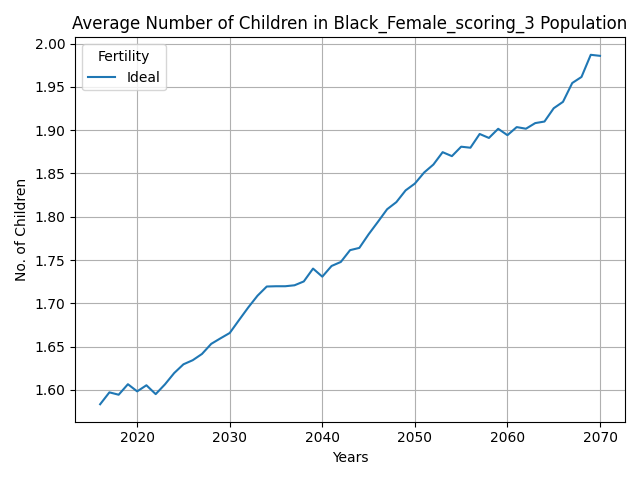 Average Number of Children in Black_Female_scoring_3 Population
Fertility
Ideal
No. of Children
2.00
1.95
1.90
1.85
1.80
1.75
1.70
1.65
1.60
2020 2030 2040 2050 2060 2070
Years